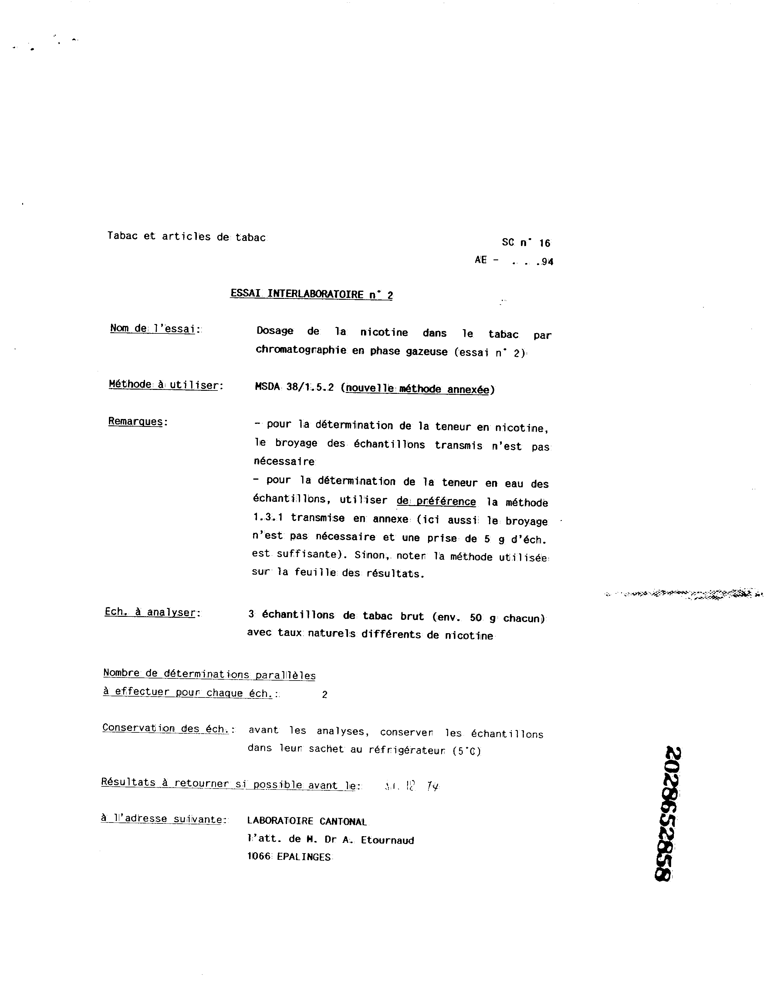 Tabac et articles de tabac
SC n° 16
AE - . . .94
ESSAI INTERLABORATOIRE n° 2
Nom de l'essai: Dosage de la nicotine dans le tabac par
chromatographie en phase gazeuse (essai n° 2)
Méthode à utiliser: MSDA 38/1.5.2 (nouvelle méthode annexée)
Remarques: - pour la détermination de la teneur en nicotine,
le broyage des échantillons transmis n'est pas
nécessaire
- pour la détermination de la teneur en eau des
échantillons, utiliser de préférence la méthode
1.3.1 transmise en annexe (ici aussi le broyage
n'est pas nécessaire et une prise de 5 g d'éch.
est suffisante). Sinon, noter la méthode utilisée
sur la feuille des résultats.
Ech. à analyser: 3 échantillons de tabac brut (env. 50 g chacun)
avec taux naturels différents de nicotine
Nombre de déterminations parallèles
à effectuer pour chaque éch.: 2
Conservation des éch.: avant les analyses, conserver les échantillons
dans leur sachet au réfrigérateur (5°C)
Résultats à retourner si possible avant le:
à l'adresse suivante: LABORATOIRE CANTONAL
l'att. de M. Dr A. Etournaud
1066 EPALINGES
2028652858